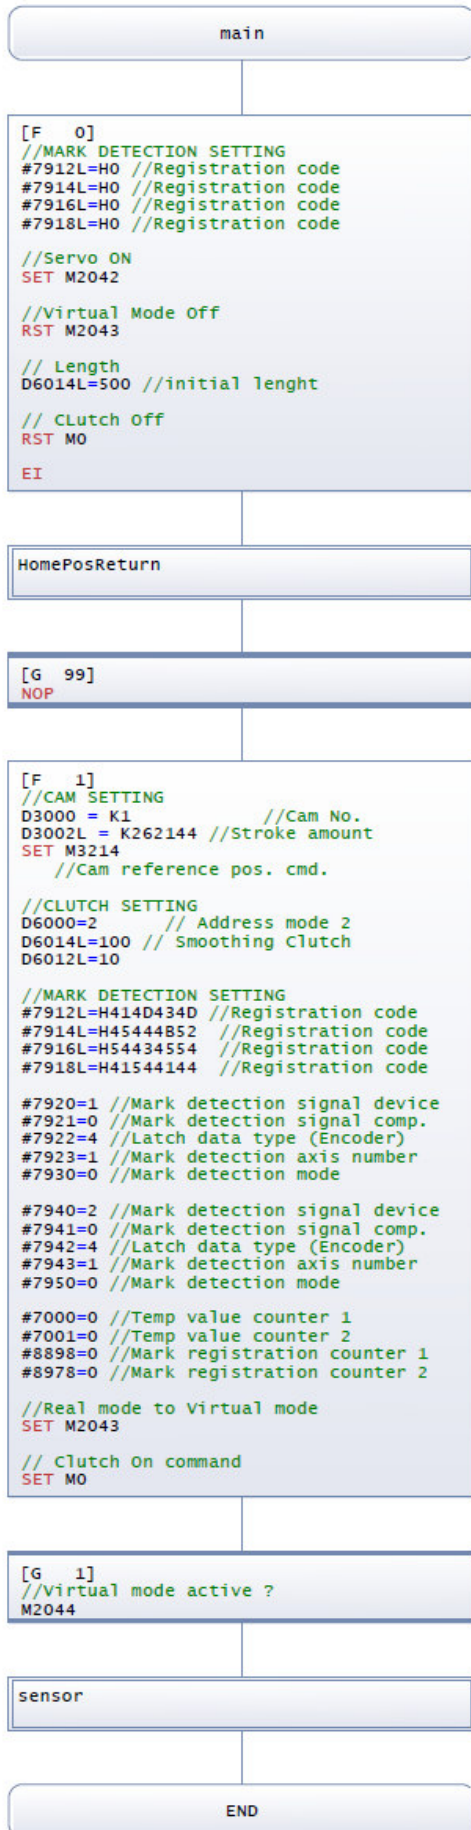 main
[F   0]
//MARK DETECTION SETTING
#7912L=H0 //Registration code
#7914L=H0 //Registration code
#7916L=H0 //Registration code
#7918L=H0 //Registration code
//Servo ON
SET M2042
//Virtual Mode Off
RST M2043
// Length
D6014L=500 //initial lenght
// CLutch Off
RST M0
EI
HomePosReturn
[G  99]
NOP
[F   1]
//CAM SETTING
D3000 = K1 //Cam No.
D3002L = K262144 //Stroke amount
SET M3214
//Cam reference pos. cmd.
//CLUTCH SETTING
D6000=2 // Address mode 2
D6014L=100 // Smoothing Clutch
D6012L=10
//MARK DETECTION SETTING
#7912L=H414D434D //Registration code
#7914L=H45444B52 //Registration code
#7916L=H54434554 //Registration code
#7918L=H41544144 //Registration code
#7920=1 //Mark detection signal device
#7921=0 //Mark detection signal comp.
#7922=4 //Latch data type (Encoder)
#7923=1 //Mark detection axis number
#7930=0 //Mark detection mode
#7940=2 //Mark detection signal device
#7941=0 //Mark detection signal comp.
#7942=4 //Latch data type (Encoder)
#7943=1 //Mark detection axis number
#7950=0 //Mark detection mode
#7000=0 //Temp value counter 1
#7001=0 //Temp value counter 2
#8898=0 //Mark registration counter 1
#8978=0 //Mark registration counter 2
//Real mode to Virtual mode
SET M2043
// Clutch On command
SET M0
[G   1]
//Virtual mode active ?
M2044
sensor
END